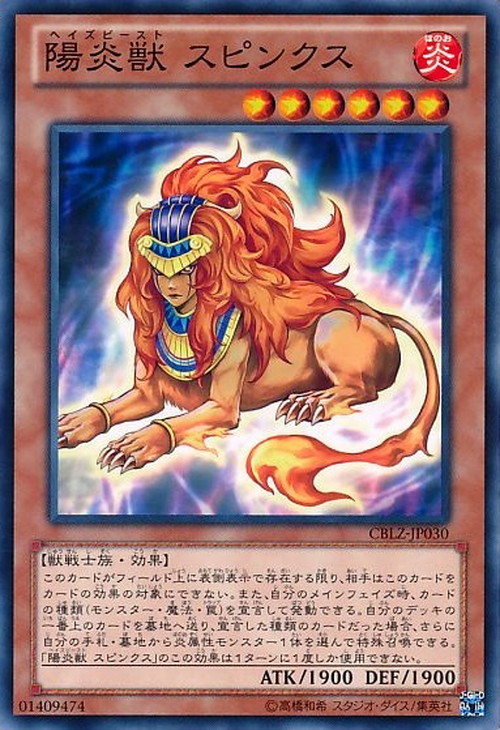 ヘイズビースト
陽炎獣 スピンクス
ほのお
炎
CBLZ-JP030
【獣戦士族・効果】
このカードがフィールド上に表側表示で存在する限り、相手はこのカードを
カードの効果の対象にできない。また、自分のメインフェイズ時、カード
の種類(モンスター・魔法・罠)を宣言して発動できる。自分のデッキの
一番上のカードを墓地へ送り、宣言した種類のカードだった場合、さらに
自分の手札・墓地から炎属性モンスター1体を選んで特殊召喚できる。
「陽炎獣 スピンクス」のこの効果は1ターンに1度しか使用できない。
ATK/1900 DEF/1900
01409474
©高橋和希 スタジオ・ダイス/集英社